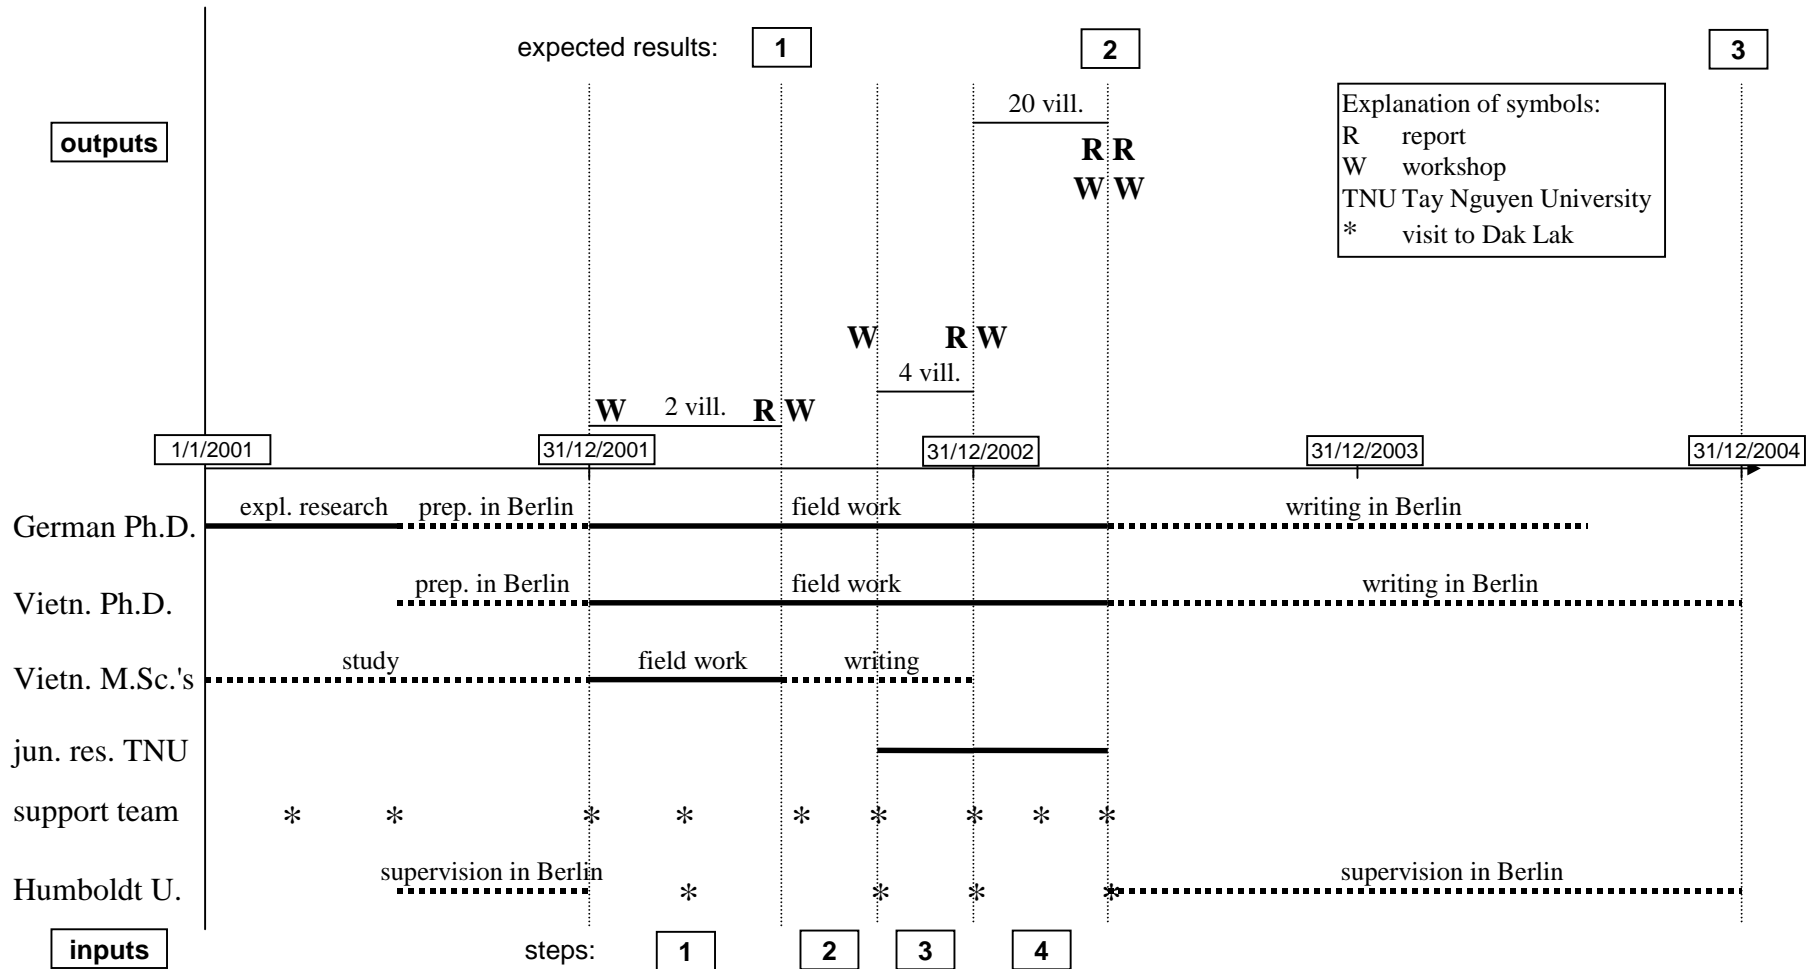 expected results: 1 2 3
20 vill.
Explanation of symbols:
outputs
R report
R R
W workshop
W W
TNU Tay Nguyen University
* visit to Dak Lak
W R W
4 vill.
W 2 vill. R W
1/1/2001 31/12/2001 31/12/2002 31/12/2003 31/12/2004
expl. research prep. in Berlin field work writing in Berlin
German Ph.D.
prep. in Berlin field work writing in Berlin
Vietn. Ph.D.
study field work writing
Vietn. M.Sc.'s
jun. res. TNU
support team * * * * * * * * *
supervision in Berlin supervision in Berlin
Humboldt U. * * * *
inputs steps: 1 2 3 4